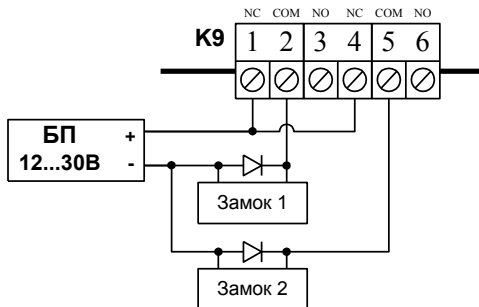 NC COM NO NC COM NO
K9 1 2 3 4 5 6
БП +
12...30В -
Замок 1
Замок 2